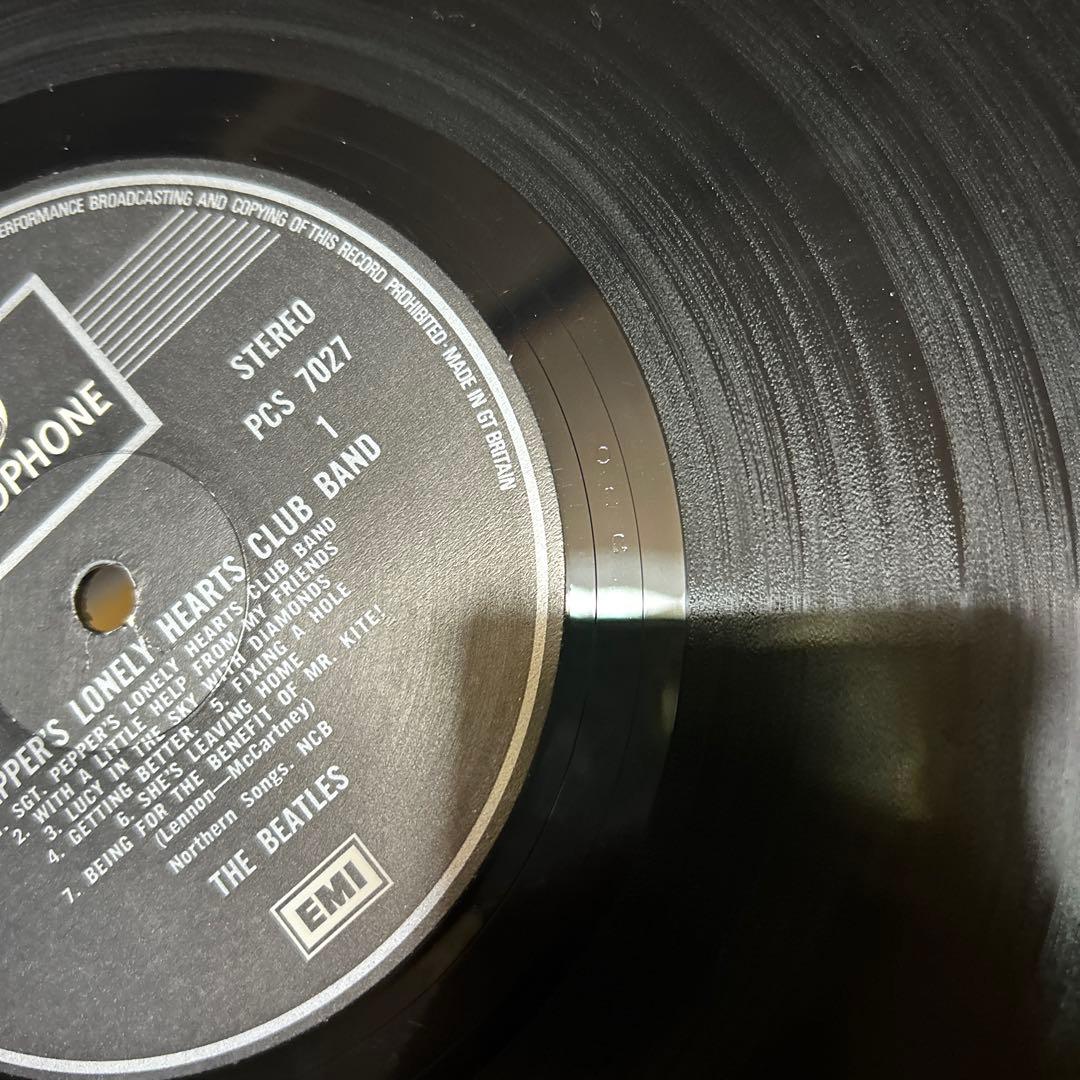 PERFORMANCE BROADCASTING AND COPYING OF THIS RECORD PROHIBITED·MADE IN GT BRITAIN
OPHONE
STEREO
PCS 7027
1
PEPPER'S LONELY HEARTS CLUB BAND
1. SGT. PEPPER'S LONELY HEARTS CLUB BAND
2. WITH A LITTLE HELP FROM MY FRIENDS
3. LUCY IN THE SKY WITH DIAMONDS
4. GETTING BETTER. 5. FIXING A HOLE
6. SHE'S LEAVING HOME
7. BEING FOR THE BENEFIT OF MR. KITE!
(Lennon—McCartney)
Northern Songs. NCB
THE BEATLES
EMI